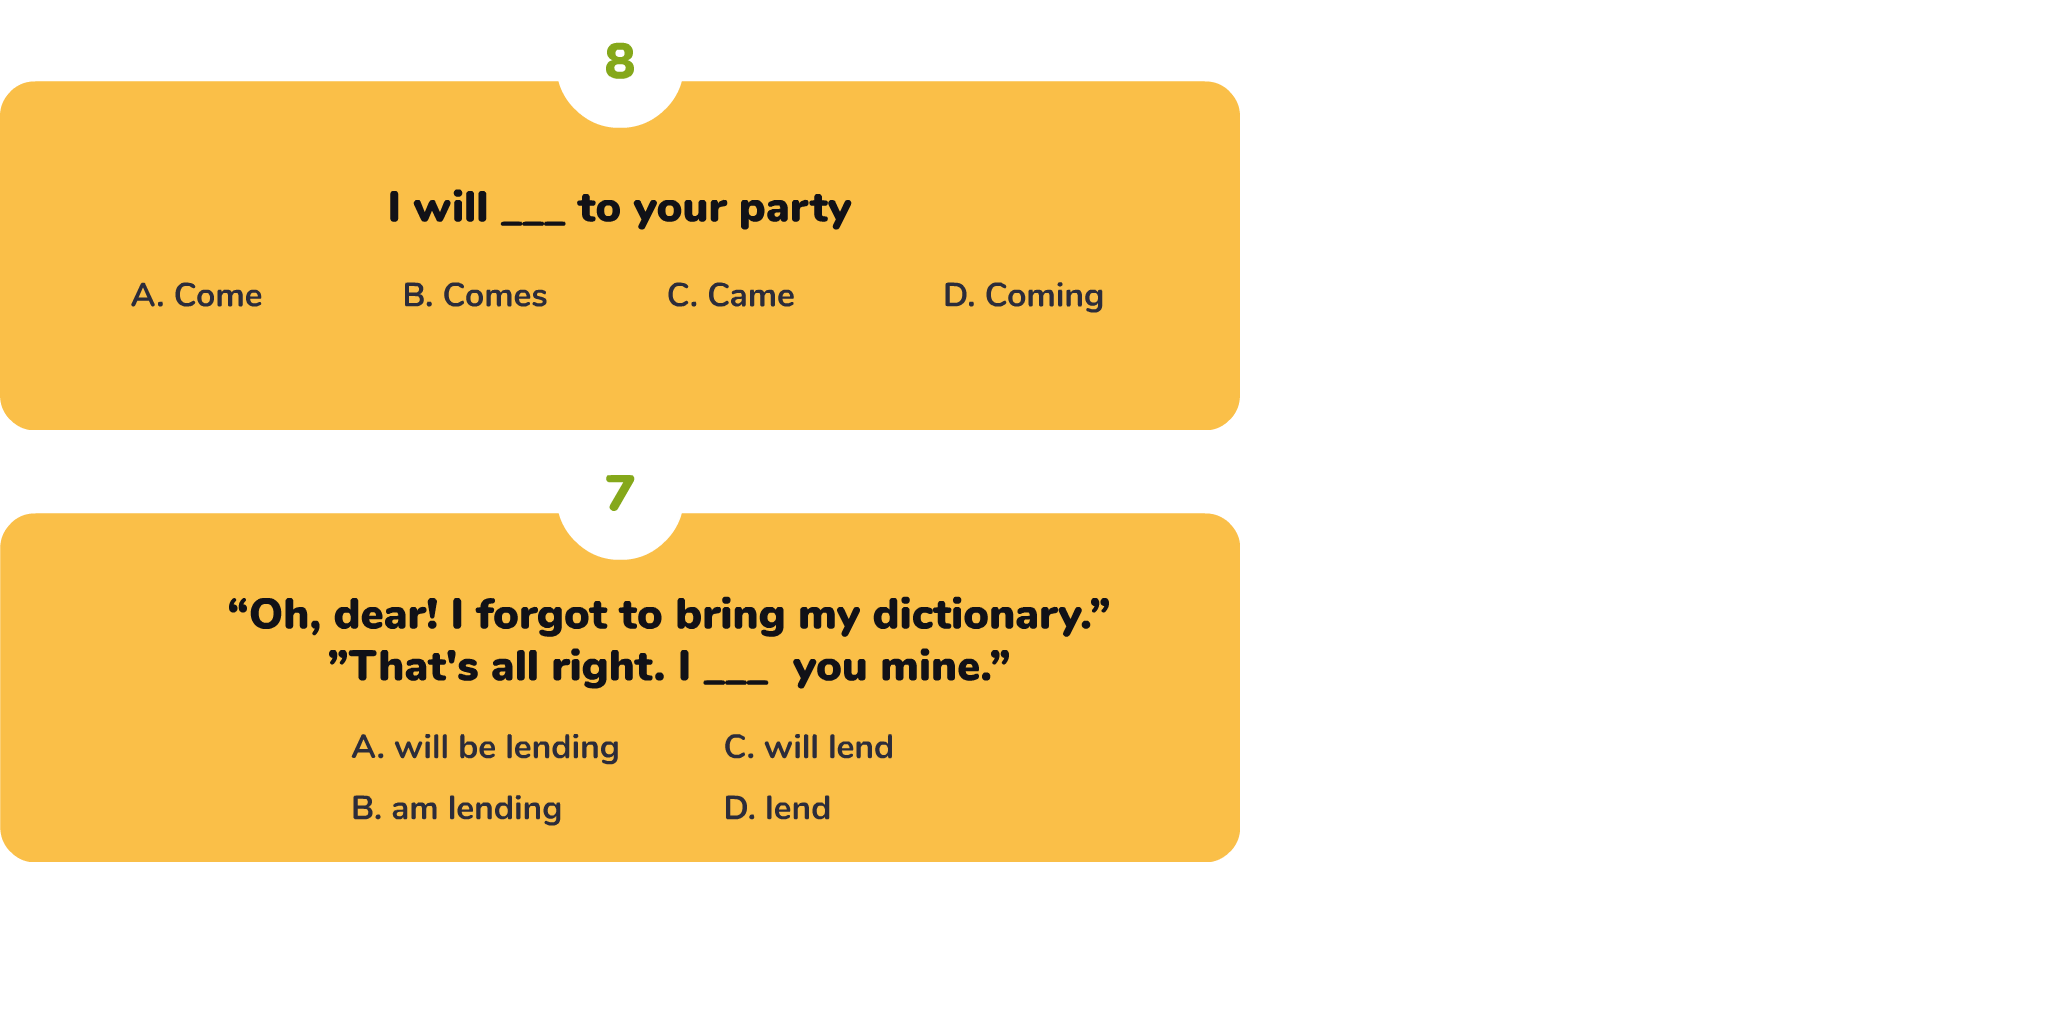 8
I will ___ to your party
A. Come B. Comes C. Came D. Coming
7
“Oh, dear! I forgot to bring my dictionary.”
”That's all right. I ___  you mine.”
A. will be lending C. will lend
B. am lending D. lend